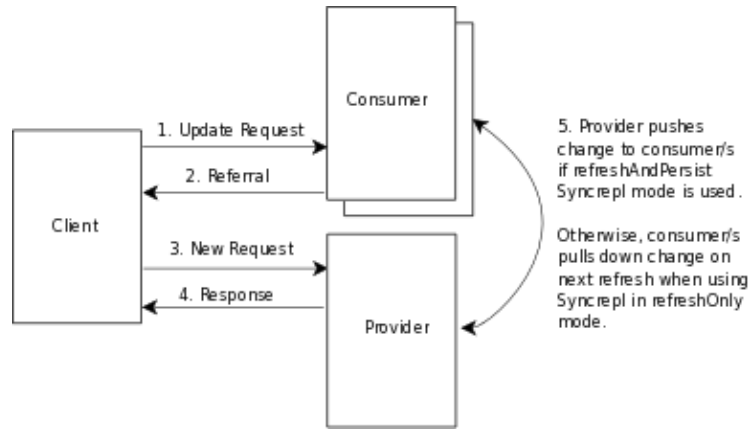 Consumer
1. Update Request
2. Referral
Client
3. New Request
4. Response
Provider
5. Provider pushes
change to consumer/s
if refreshAndPersist
Syncrepl mode is used.
Otherwise, consumer/s
pulls down change on
next refresh when using
Syncrepl in refreshOnly
mode.